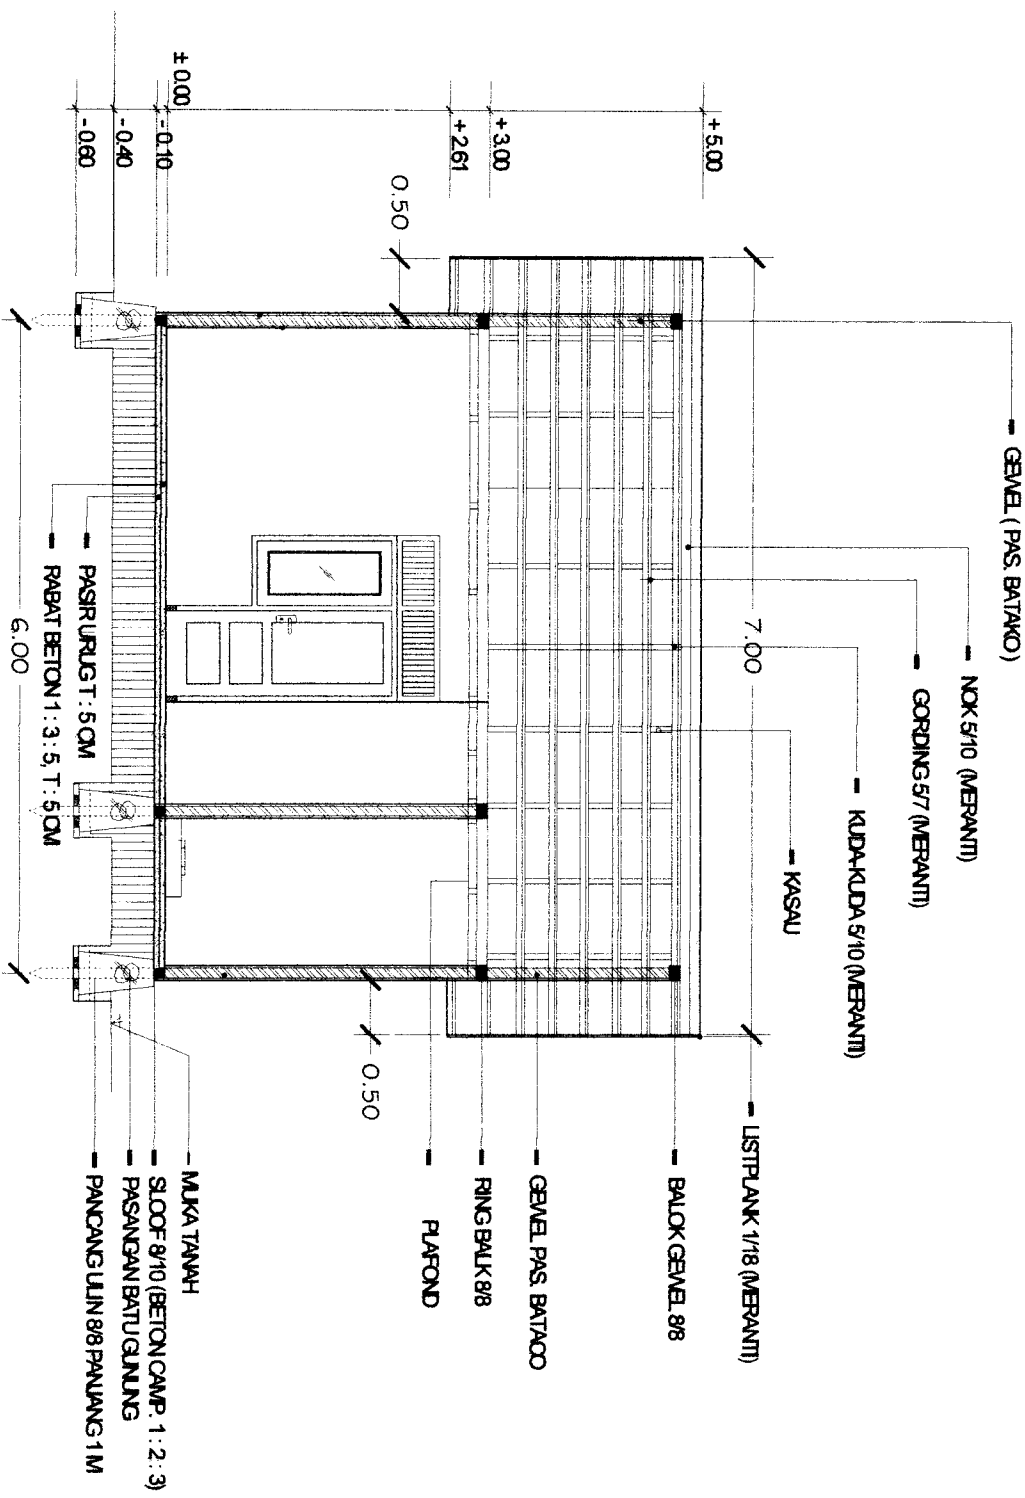 GEWEL ( PAS. BATAKO )
NOK 5/10 (MERANTI)
GORDING 5/7 (MERANTI)
KUDA-KUDA 5/10 (MERANTI)
KASAU
7.00
LISTPLANK 1/18 (MERANTI)
+ 5.00
BALOK GEWEL 8/8
GEWEL PAS. BATACO
+ 3.00
RING BALK 8/8
+ 2.61
PLAFOND
0.50
0.50
± 0.00
- 0.10
- 0.40
- 0.60
MUKA TANAH
SLOOF 8/10 (BETON CAMP. 1 : 2 : 3)
PASANGAN BATU GUNUNG
PANCANG ULIN 8/8 PANJANG 1 M
PASIR URUG T : 5 CM
RABAT BETON 1 : 3 : 5, T : 5 CM
6.00